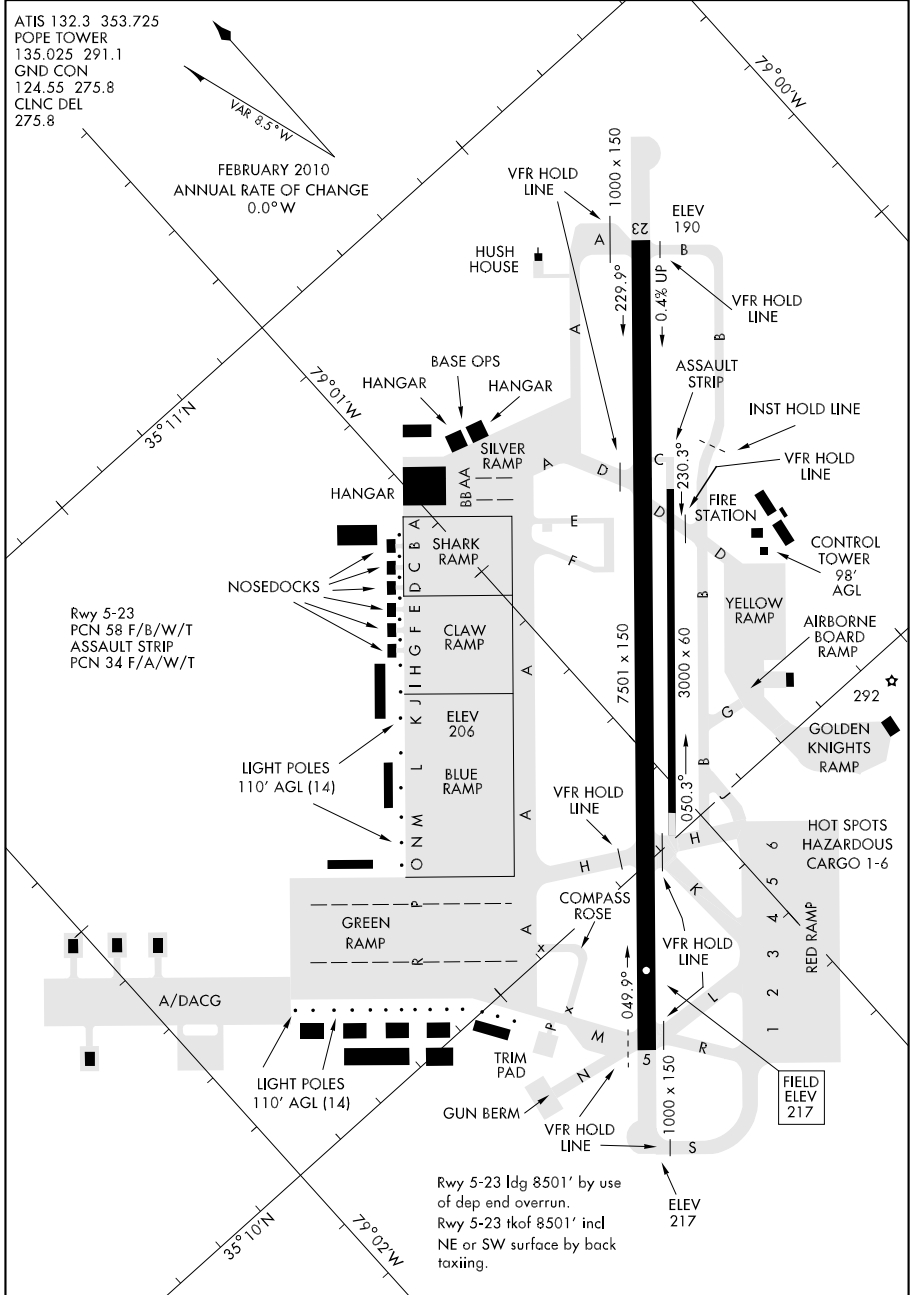 ATIS 132.3 353.725
POPE TOWER
135.025 291.1
GND CON
124.55 275.8
CLNC DEL
275.8
VAR 8.5°W
FEBRUARY 2010
ANNUAL RATE OF CHANGE
0.0°W
79°00'W
VFR HOLD
LINE
1000 x 150
ELEV
190
23
A
B
HUSH
HOUSE
229.9°
0.4% UP
VFR HOLD
LINE
A
B
BASE OPS
HANGAR
HANGAR
ASSAULT
STRIP
79°01'W
35°11'N
INST HOLD LINE
SILVER
RAMP
A
D
C
230.3°
VFR HOLD
LINE
HANGAR
BB AA
FIRE
STATION
D
E
F
D
SHARK
RAMP
A
B
C
D
E
F
G
H
I
J
K
L
M
N
O
CONTROL
TOWER
98'
AGL
NOSEDOCKS
B
YELLOW
RAMP
Rwy 5-23
PCN 58 F/B/W/T
ASSAULT STRIP
PCN 34 F/A/W/T
CLAW
RAMP
A
AIRBORNE
BOARD
RAMP
7501 x 150
3000 x 60
292
G
ELEV
206
GOLDEN
KNIGHTS
RAMP
LIGHT POLES
110' AGL (14)
BLUE
RAMP
B
050.3°
J
VFR HOLD
LINE
A
HOT SPOTS
HAZARDOUS
CARGO 1-6
H
H
K
6
5
4
3
2
1
RED RAMP
COMPASS
ROSE
P
GREEN
RAMP
A
x
VFR HOLD
LINE
R
049.9°
A/DACG
L
P
x
M
R
N
5
TRIM
PAD
LIGHT POLES
110' AGL (14)
GUN BERM
1000 x 150
FIELD
ELEV
217
VFR HOLD
LINE
S
ELEV
217
Rwy 5-23 ldg 8501' by use
of dep end overrun.
Rwy 5-23 tkof 8501' incl
NE or SW surface by back
taxiing.
35°10'N
79°02'W